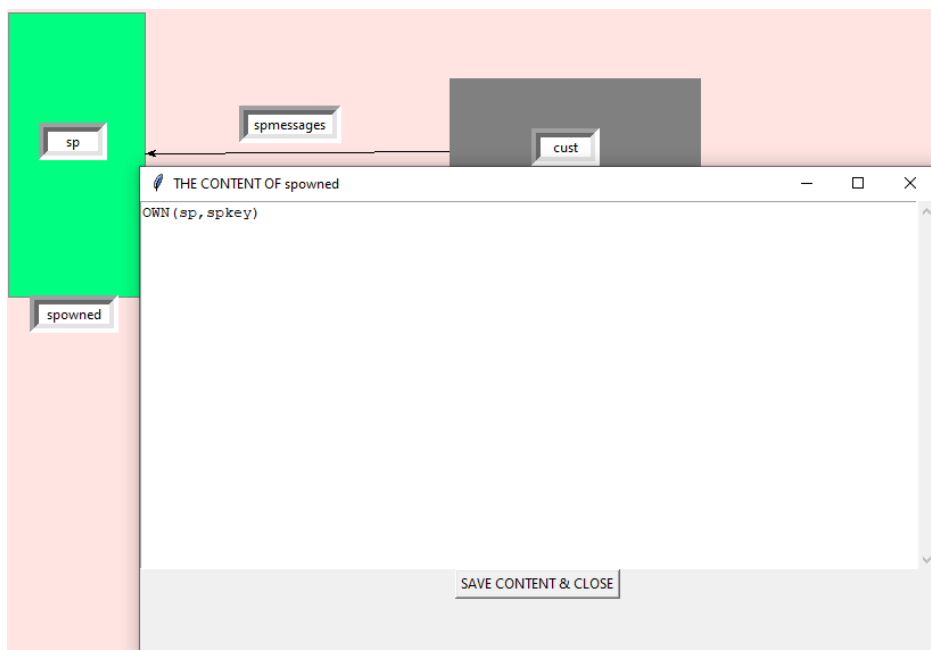 spmessages
sp
cust
THE CONTENT OF spowned
OWN(sp,spkey)
spowned
SAVE CONTENT & CLOSE